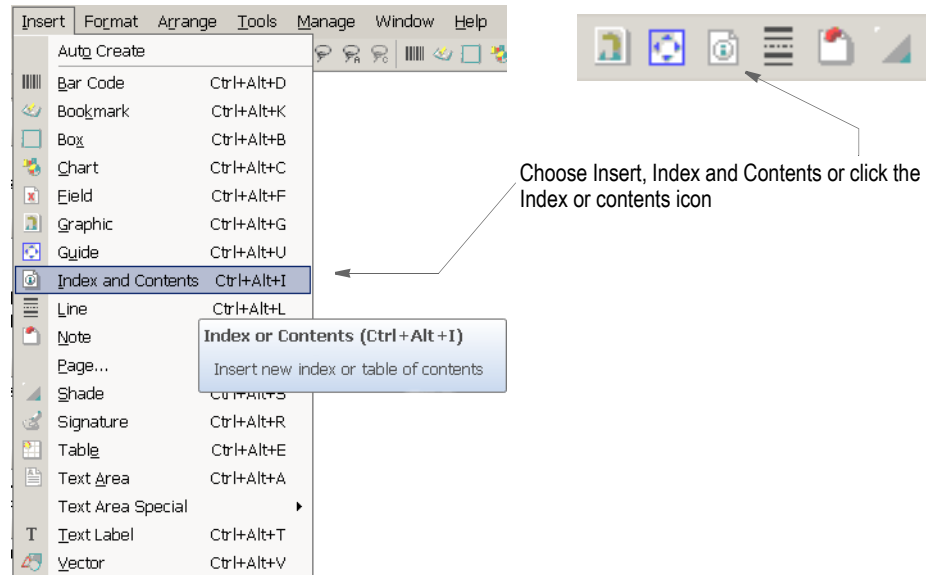 Insert Format Arrange Tools Manage Window Help
Auto Create
Bar Code Ctrl+Alt+D
Bookmark Ctrl+Alt+K
Box Ctrl+Alt+B
Chart Ctrl+Alt+C
Field Ctrl+Alt+F
Graphic Ctrl+Alt+G
Guide Ctrl+Alt+U
Index and Contents Ctrl+Alt+I
Line Ctrl+Alt+L
Note
Page...
Shade Ctrl+Alt+S
Signature Ctrl+Alt+R
Table Ctrl+Alt+E
Text Area Ctrl+Alt+A
Text Area Special
Text Label Ctrl+Alt+T
Vector Ctrl+Alt+V
Index or Contents (Ctrl+Alt+I)
Insert new index or table of contents
Choose Insert, Index and Contents or click the
Index or contents icon